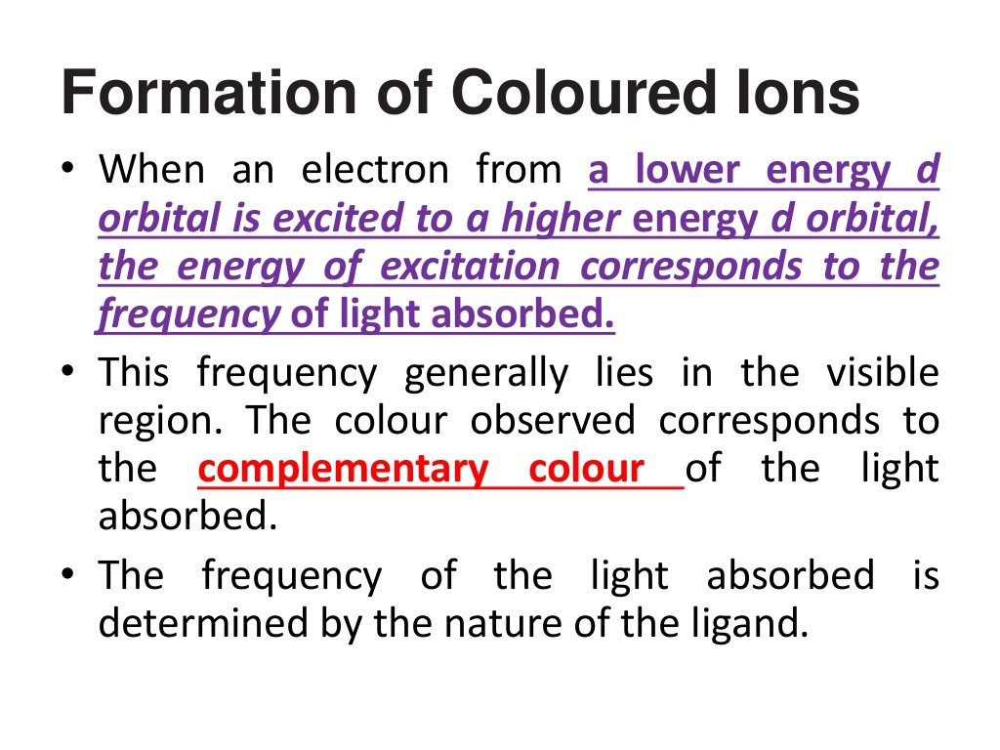 Formation of Coloured Ions
• When an electron from a lower energy d
orbital is excited to a higher energy d orbital,
the energy of excitation corresponds to the
frequency of light absorbed.
• This frequency generally lies in the visible
region. The colour observed corresponds to
the complementary colour of the light
absorbed.
• The frequency of the light absorbed is
determined by the nature of the ligand.